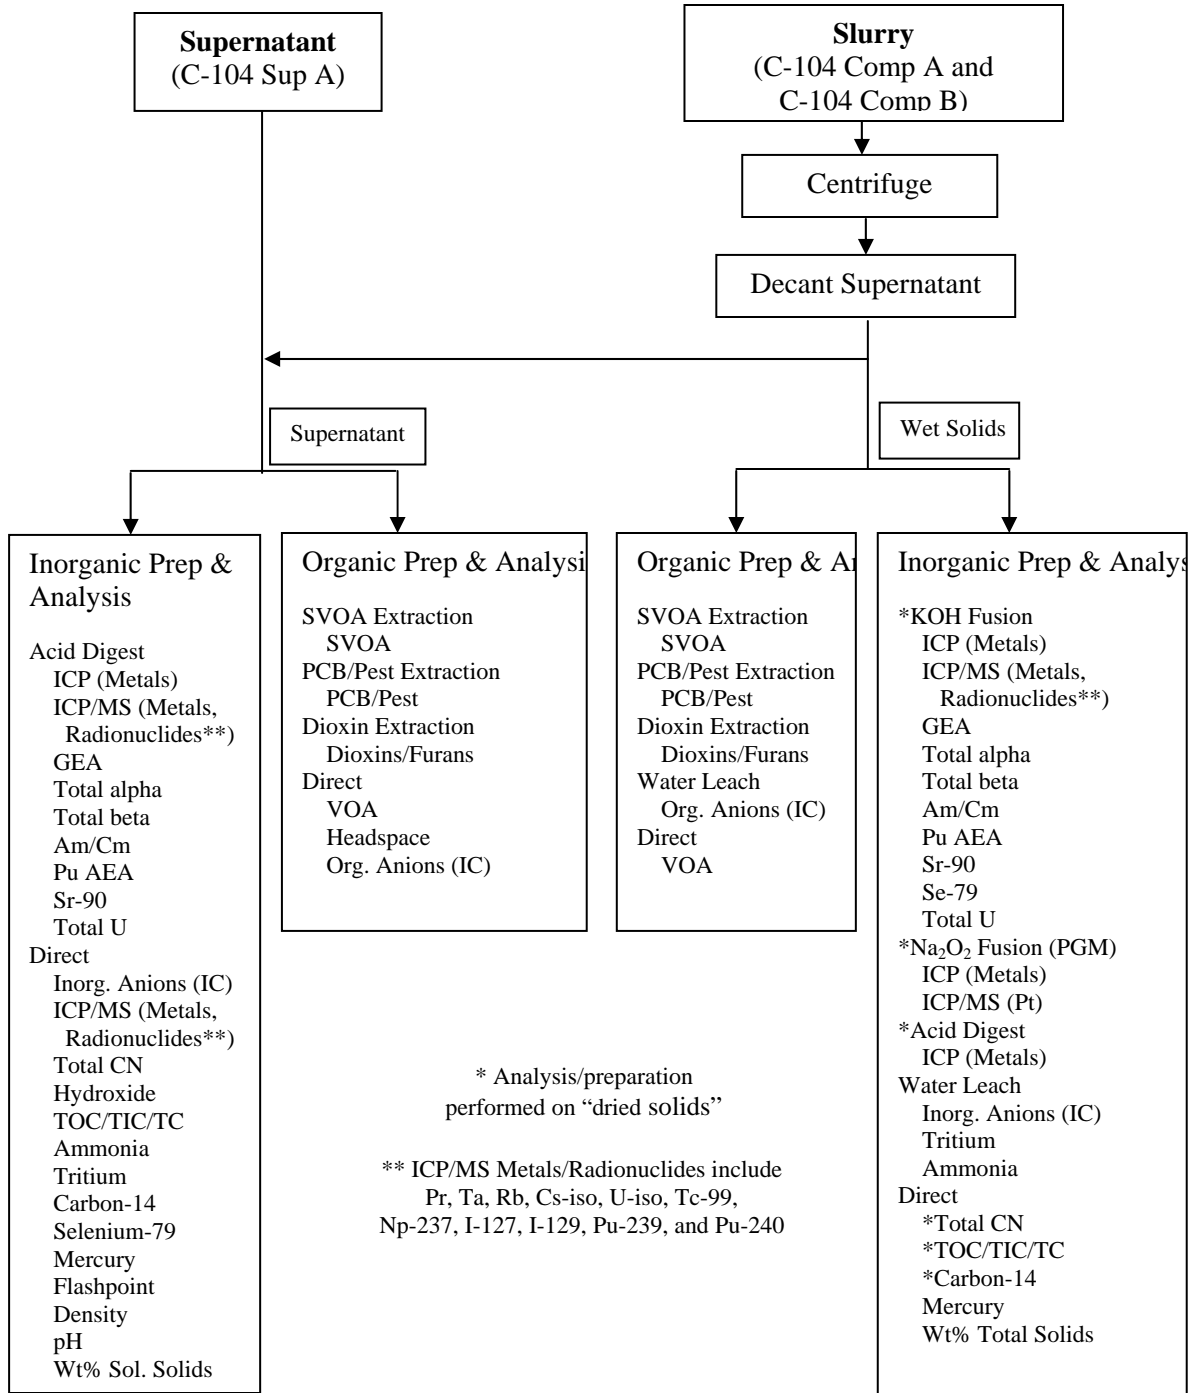 Supernatant
(C-104 Sup A)
Slurry
(C-104 Comp A and
C-104 Comp B)
Centrifuge
Decant Supernatant
Supernatant
Wet Solids
Inorganic Prep &
Analysis
Acid Digest
ICP (Metals)
ICP/MS (Metals,
Radionuclides**)
GEA
Total alpha
Total beta
Am/Cm
Pu AEA
Sr-90
Total U
Direct
Inorg. Anions (IC)
ICP/MS (Metals,
Radionuclides**)
Total CN
Hydroxide
TOC/TIC/TC
Ammonia
Tritium
Carbon-14
Selenium-79
Mercury
Flashpoint
Density
pH
Wt% Sol. Solids
Organic Prep & Analysi
SVOA Extraction
SVOA
PCB/Pest Extraction
PCB/Pest
Dioxin Extraction
Dioxins/Furans
Direct
VOA
Headspace
Org. Anions (IC)
Organic Prep & A
SVOA Extraction
SVOA
PCB/Pest Extraction
PCB/Pest
Dioxin Extraction
Dioxins/Furans
Water Leach
Org. Anions (IC)
Direct
VOA
Inorganic Prep & Analys
*KOH Fusion
ICP (Metals)
ICP/MS (Metals,
Radionuclides**)
GEA
Total alpha
Total beta
Am/Cm
Pu AEA
Sr-90
Se-79
Total U
*Na₂O₂ Fusion (PGM)
ICP (Metals)
ICP/MS (Pt)
*Acid Digest
ICP (Metals)
Water Leach
Inorg. Anions (IC)
Tritium
Ammonia
Direct
*Total CN
*TOC/TIC/TC
*Carbon-14
Mercury
Wt% Total Solids
* Analysis/preparation
performed on “dried solids”
** ICP/MS Metals/Radionuclides include
Pr, Ta, Rb, Cs-iso, U-iso, Tc-99,
Np-237, I-127, I-129, Pu-239, and Pu-240